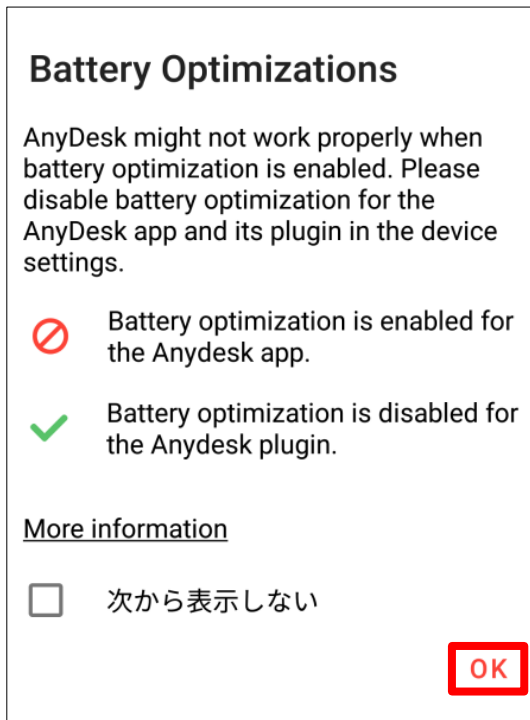 Battery Optimizations
AnyDesk might not work properly when
battery optimization is enabled. Please
disable battery optimization for the
AnyDesk app and its plugin in the device
settings.
Battery optimization is enabled for
the Anydesk app.
Battery optimization is disabled for
the Anydesk plugin.
More information
次から表示しない
OK